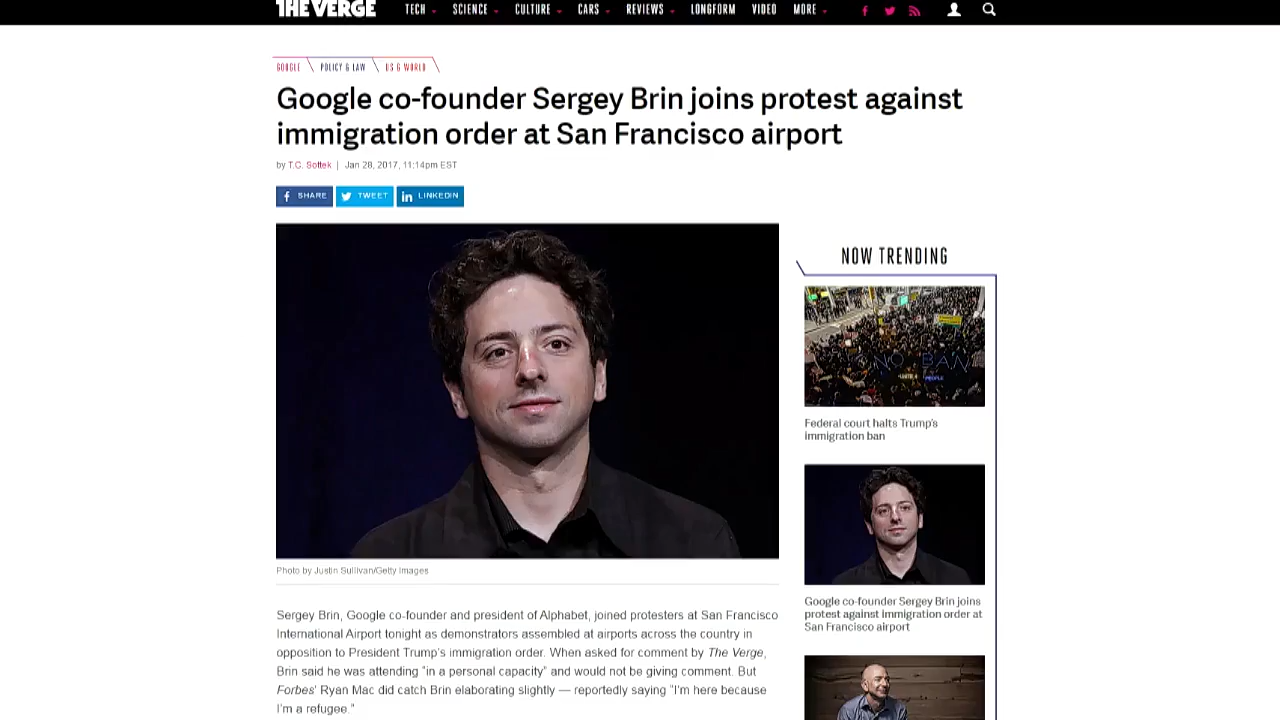 THE VERGE TECH SCIENCE CULTURE CARS REVIEWS LONGFORM VIDEO MORE
GOOGLE POLICY & LAW US & WORLD
Google co-founder Sergey Brin joins protest against
immigration order at San Francisco airport
by T.C. Sottek | Jan 28, 2017, 11:14pm EST
SHARE TWEET LINKEDIN
Photo by Justin Sullivan/Getty Images
Sergey Brin, Google co-founder and president of Alphabet, joined protesters at San Francisco
International Airport tonight as demonstrators assembled at airports across the country in
opposition to President Trump's immigration order. When asked for comment by The Verge,
Brin said he was attending "in a personal capacity" and would not be giving comment. But
Forbes' Ryan Mac did catch Brin elaborating slightly — reportedly saying "I'm here because
I'm a refugee."
NOW TRENDING
NO BAN
Federal court halts Trump's
immigration ban
Google co-founder Sergey Brin joins
protest against immigration order at
San Francisco airport